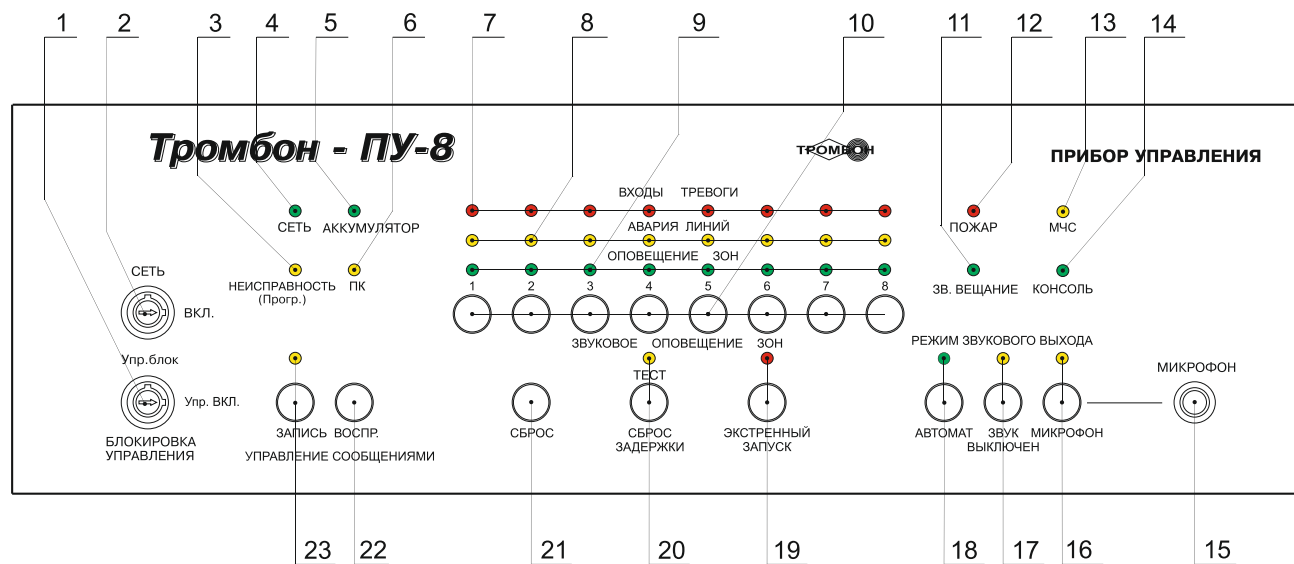 1 2 3 4 5 6 7 8 9 10 11 12 13 14
Тромбон - ПУ-8
ТРОМБОН
ПРИБОР УПРАВЛЕНИЯ
ВХОДЫ ТРЕВОГИ
СЕТЬ АККУМУЛЯТОР
АВАРИЯ ЛИНИЙ
ПОЖАР МЧС
ОПОВЕЩЕНИЕ ЗОН
СЕТЬ
НЕИСПРАВНОСТЬ ПК
(Прогр.)
1 2 3 4 5 6 7 8
ЗВ. ВЕЩАНИЕ КОНСОЛЬ
ВКЛ.
ЗВУКОВОЕ ОПОВЕЩЕНИЕ ЗОН
РЕЖИМ ЗВУКОВОГО ВЫХОДА
Упр.блок
ТЕСТ
МИКРОФОН
Упр. ВКЛ.
БЛОКИРОВКА
УПРАВЛЕНИЯ
ЗАПИСЬ ВОСПР.
УПРАВЛЕНИЕ СООБЩЕНИЯМИ
СБРОС
СБРОС
ЗАДЕРЖКИ
ЭКСТРЕННЫЙ
ЗАПУСК
АВТОМАТ
ЗВУК
ВЫКЛЮЧЕН
МИКРОФОН
23 22 21 20 19 18 17 16 15